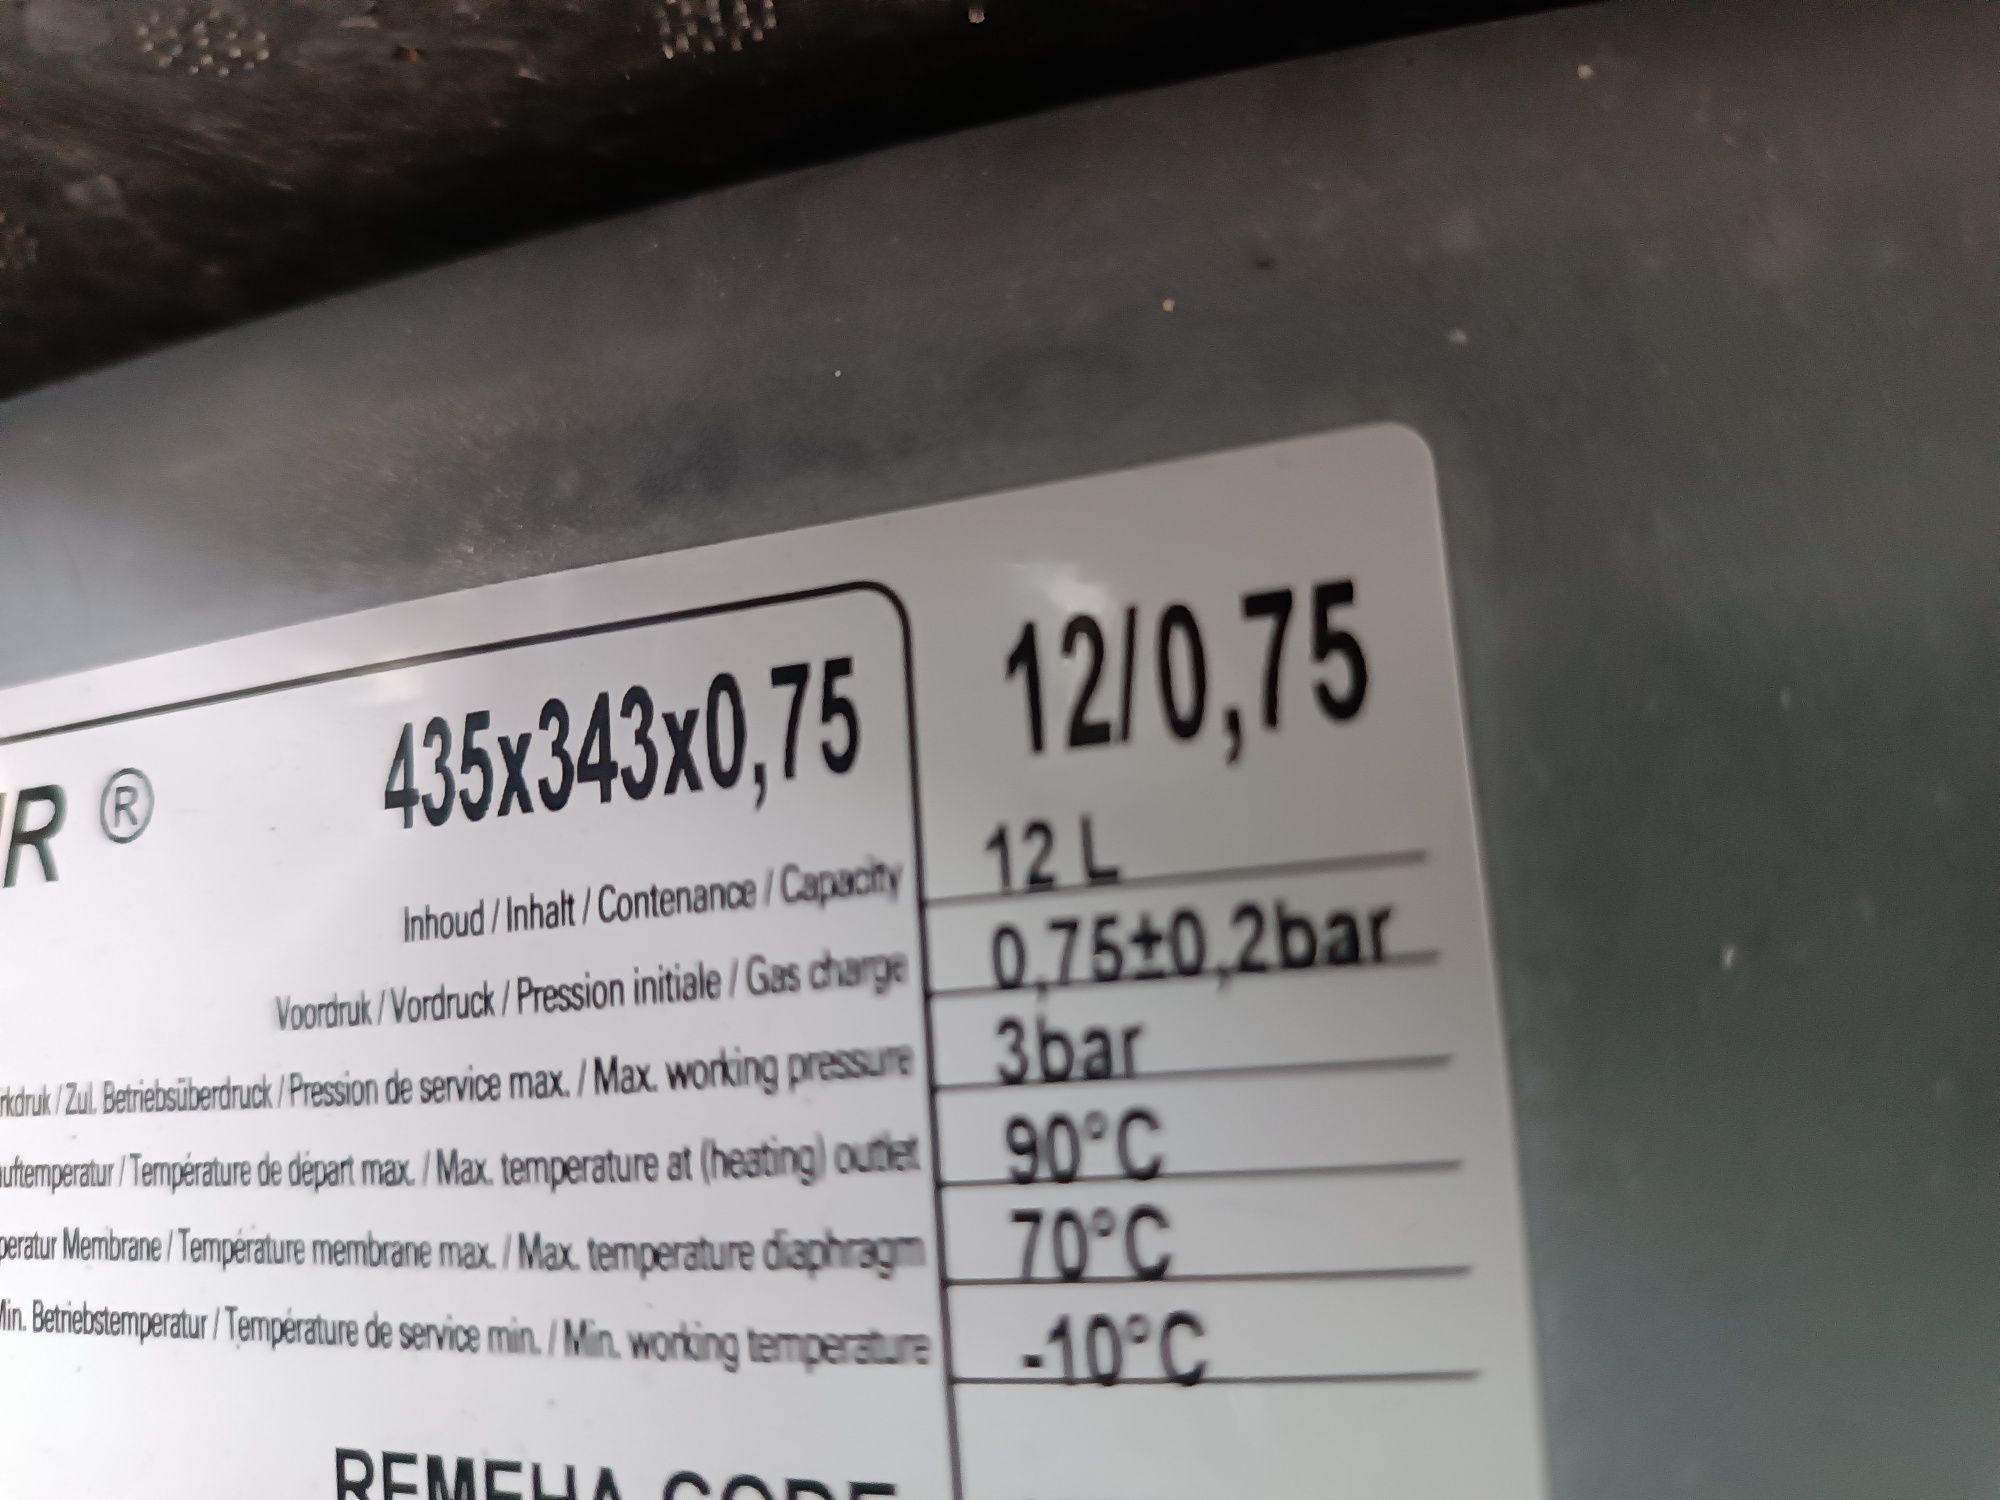 R ® 435x343x0,75 12/0,75
Inhoud / Inhalt / Contenance / Capacity 12 L
Voordruk / Vordruck / Pression initiale / Gas charge 0,75±0,2bar
rkdruk / Zul. Betriebsüberdruck / Pression de service max. / Max. working pressure 3bar
uftemperatur / Température de départ max. / Max. temperature at (heating) outlet 90°C
peratur Membrane / Température membrane max. / Max. temperature diaphragm 70°C
Min. Betriebstemperatur / Température de service min. / Min. working temperature -10°C
REMEHA CODE